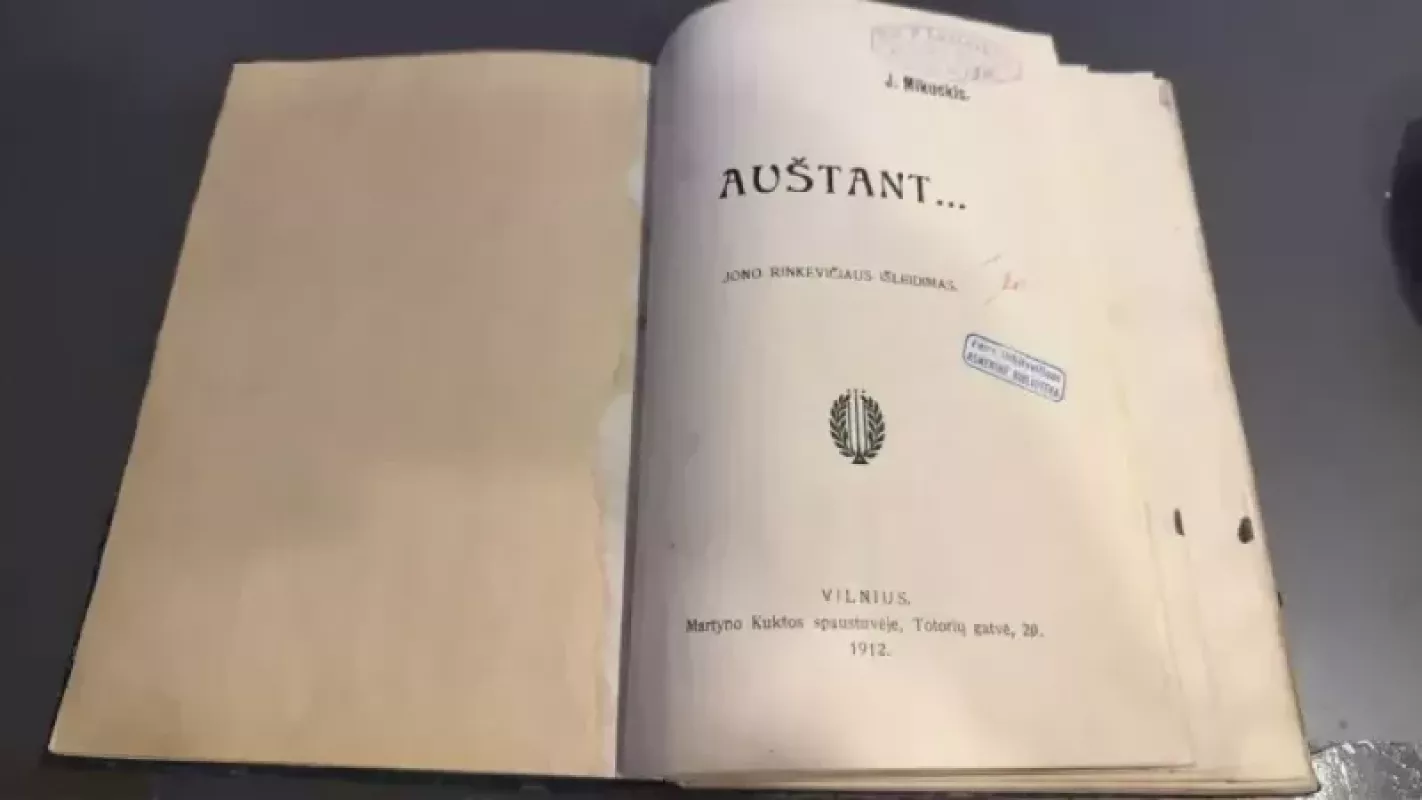 J. Mikuckis.
AUŠTANT...
JONO RINKEVIČIAUS IŠLEIDIMAS.
VILNIUS.
Martyno Kuktos spaustuvėje, Totorių gatvė, 20.
1912.